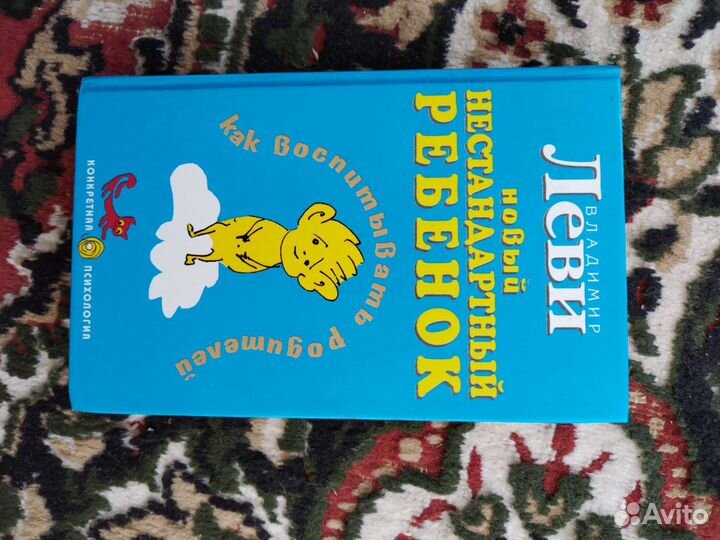 ВЛАДИМИР
Леви
новый
НЕСТАНДАРТНЫЙ
РЕБЕНОК
как воспитывать родителей
КОНКРЕТНАЯ ПСИХОЛОГИЯ
Avito